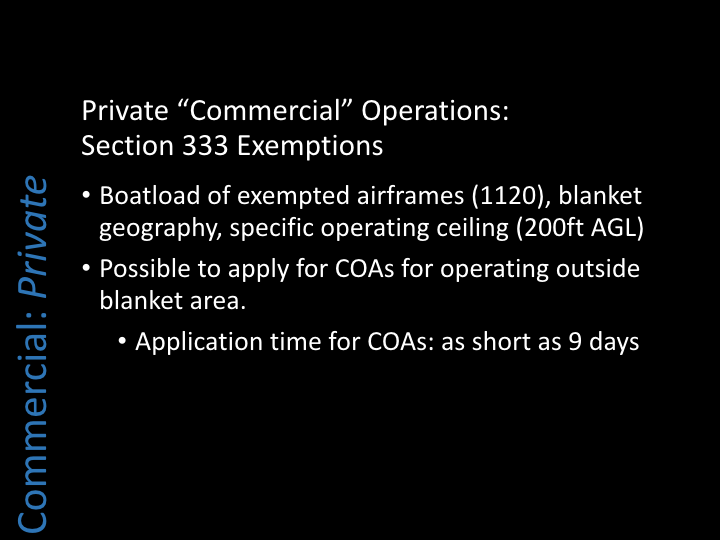 Private “Commercial” Operations:
Section 333 Exemptions
• Boatload of exempted airframes (1120), blanket
geography, specific operating ceiling (200ft AGL)
• Possible to apply for COAs for operating outside
blanket area.
• Application time for COAs: as short as 9 days
Commercial: Private